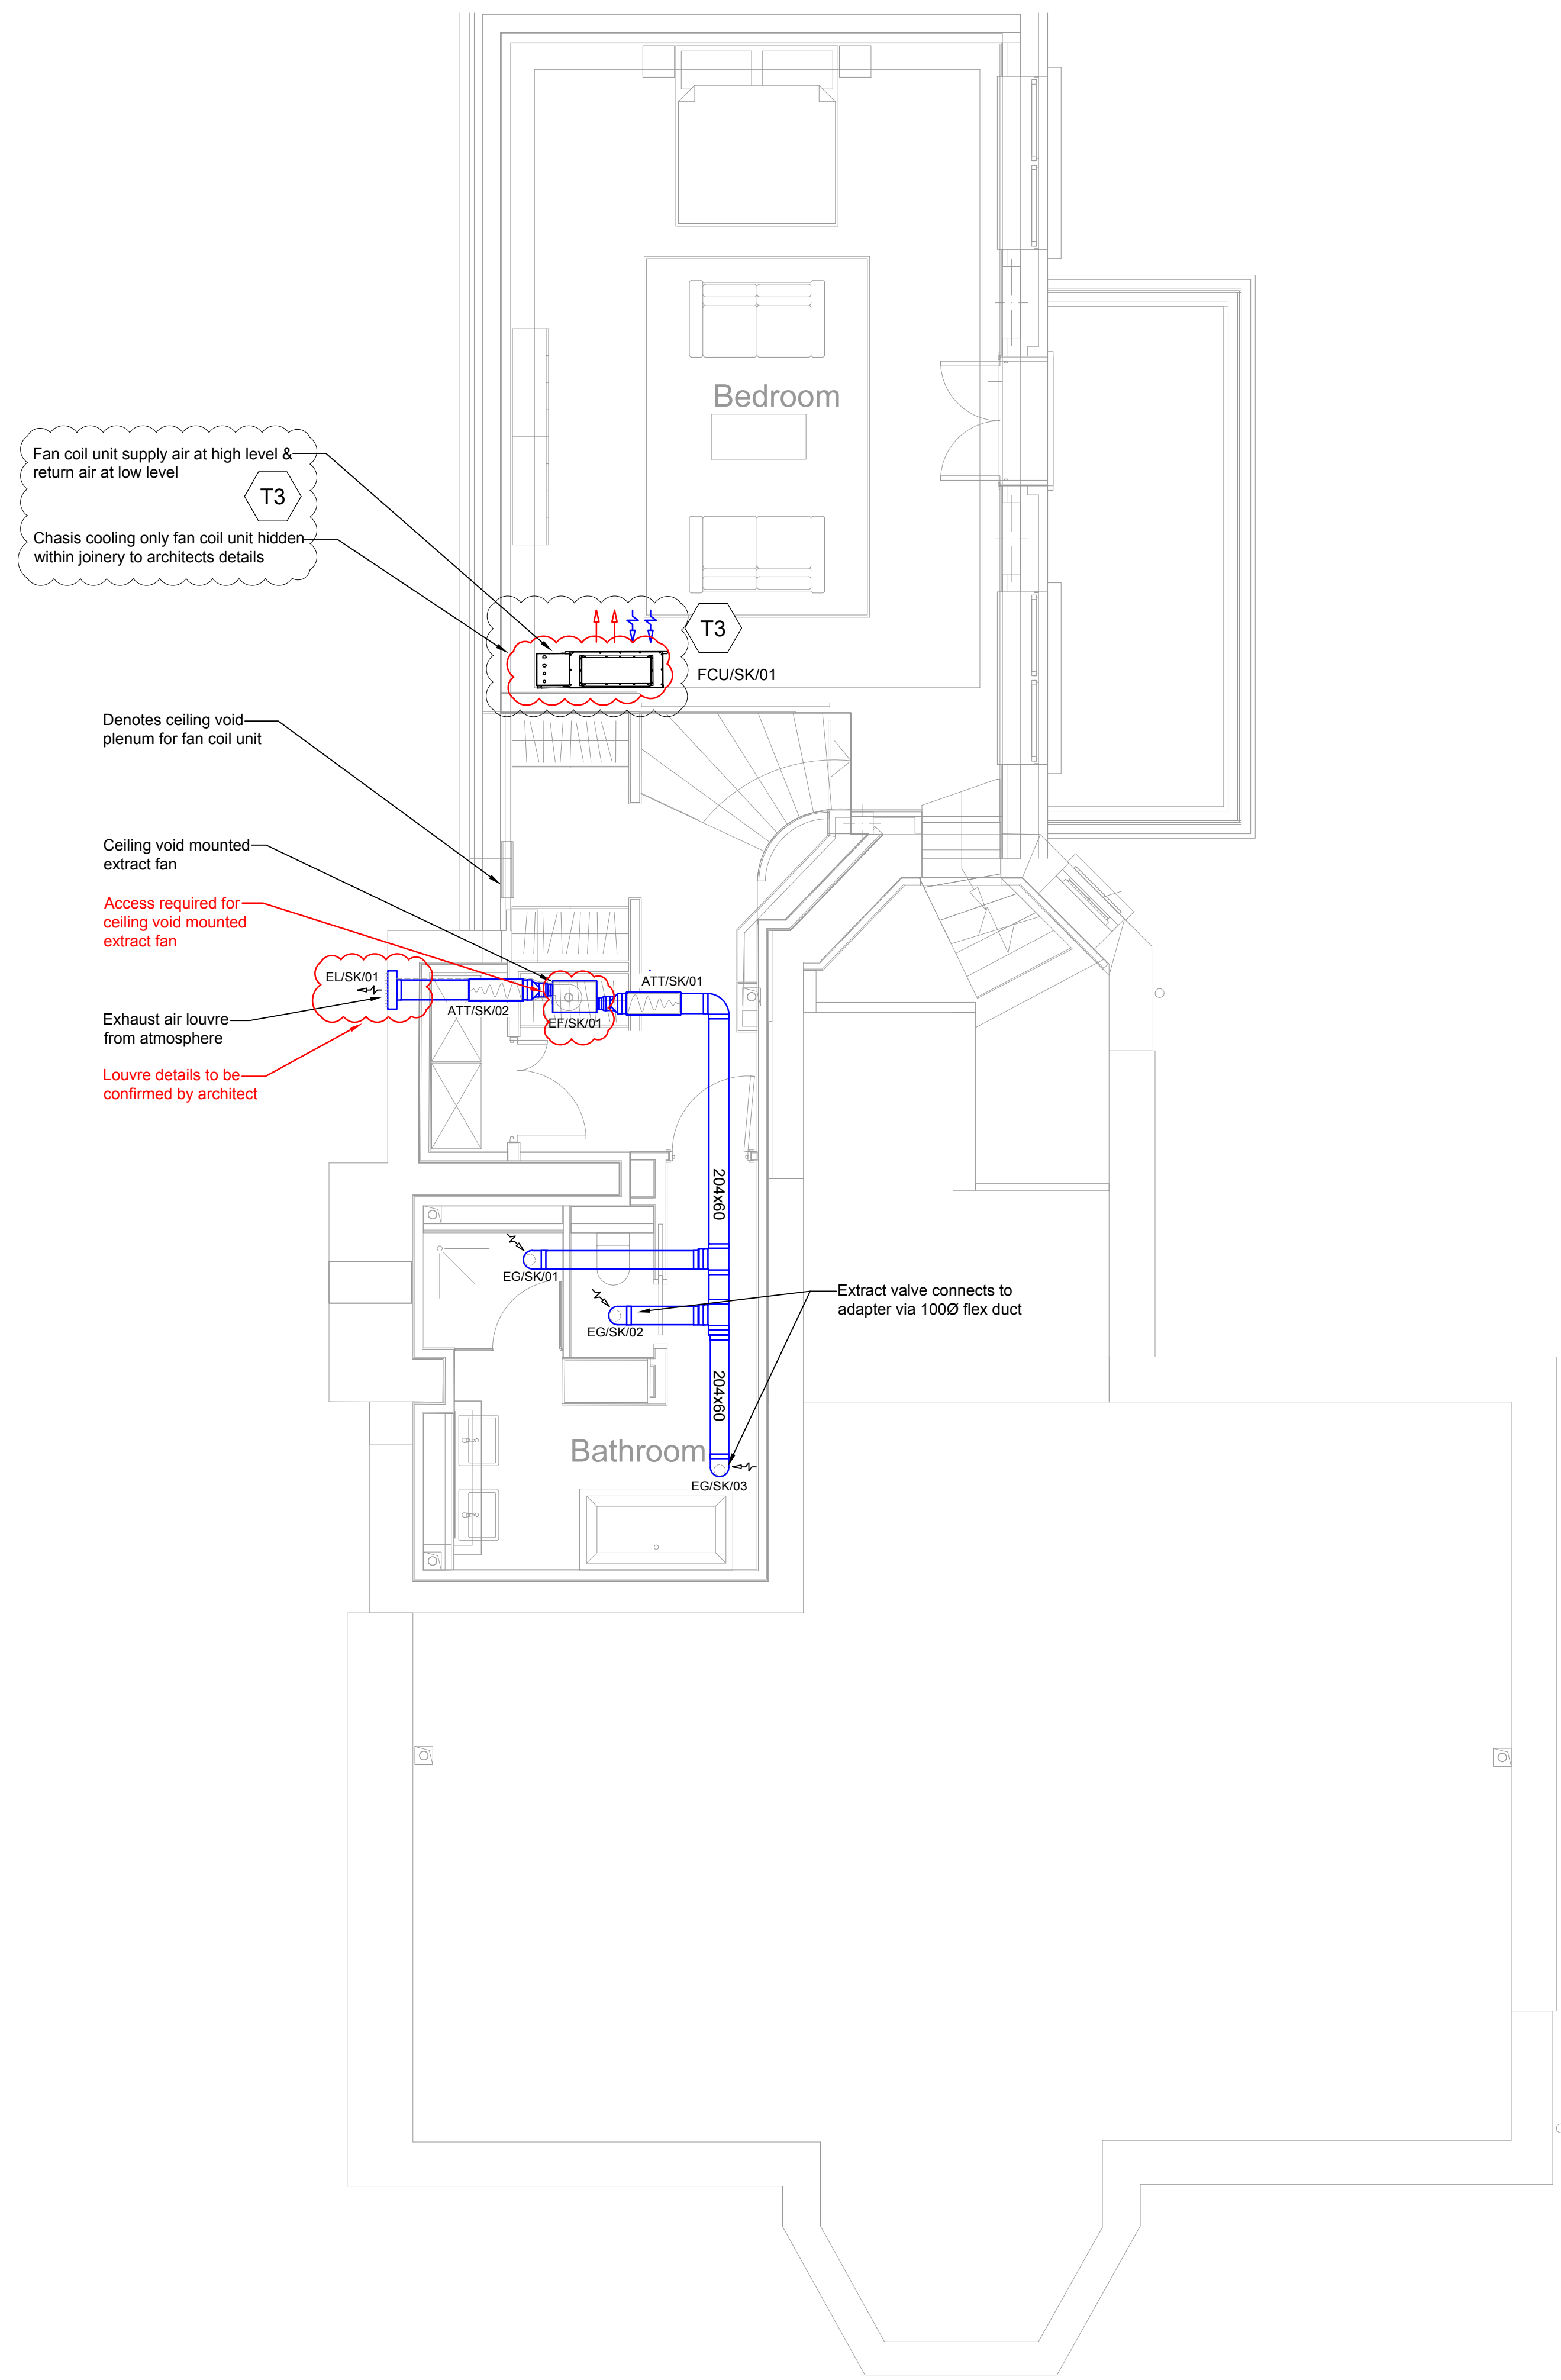 Bedroom
Fan coil unit supply air at high level &
return air at low level
T3
Chasis cooling only fan coil unit hidden
within joinery to architects details
T3
FCU/SK/01
Denotes ceiling void
plenum for fan coil unit
Ceiling void mounted
extract fan
Access required for
ceiling void mounted
extract fan
EL/SK/01
ATT/SK/02
EF/SK/01
ATT/SK/01
Exhaust air louvre
from atmosphere
Louvre details to be
confirmed by architect
204x60
EG/SK/01
EG/SK/02
Extract valve connects to
adapter via 100Ø flex duct
204x60
Bathroom
EG/SK/03